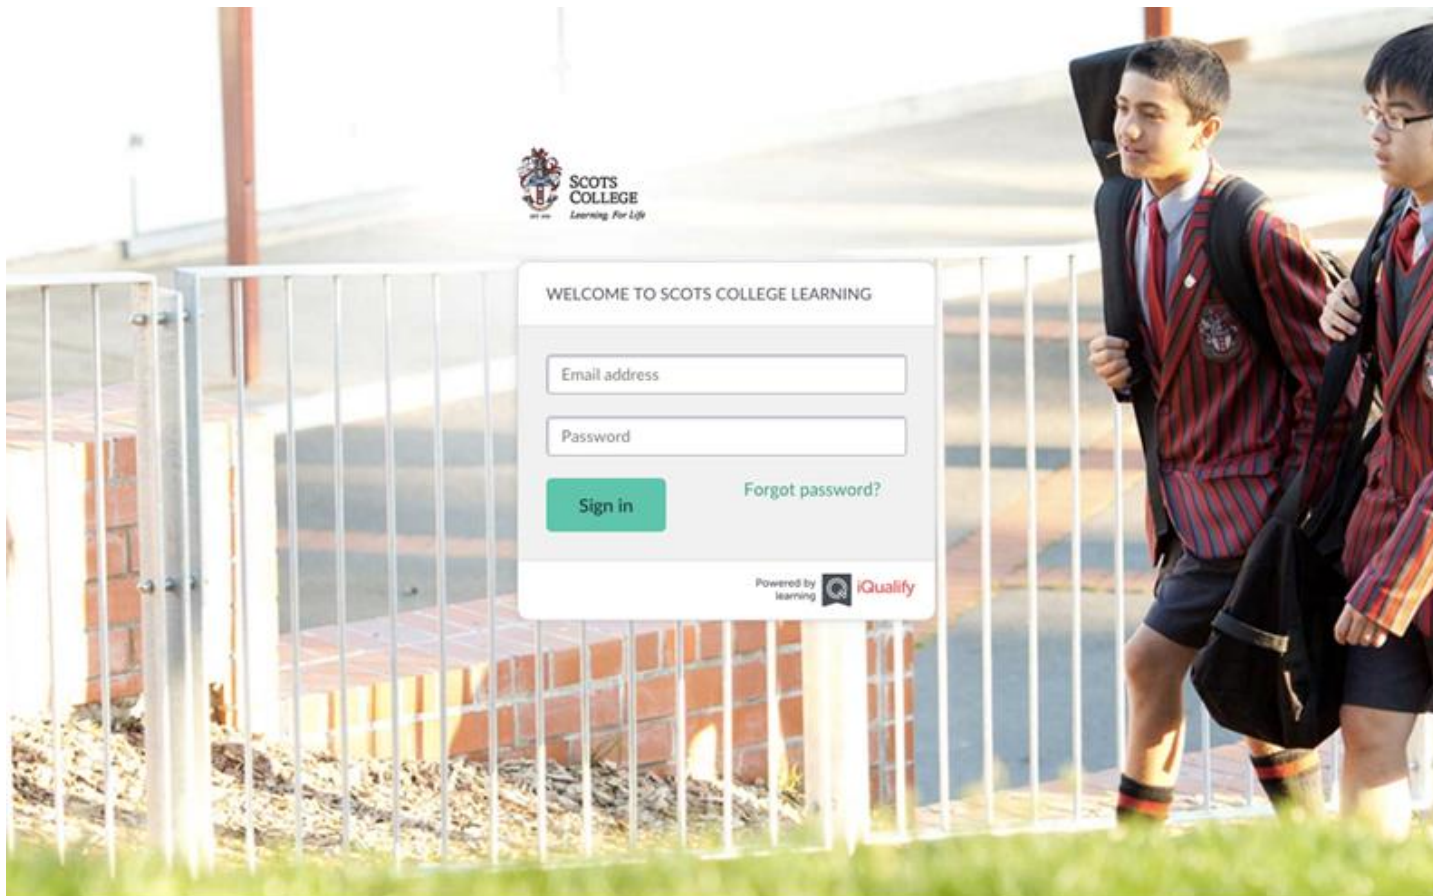 SCOTS
COLLEGE
Learning For Life
WELCOME TO SCOTS COLLEGE LEARNING
Email address
Password
Sign in
Forgot password?
Powered by
learning
iQualify